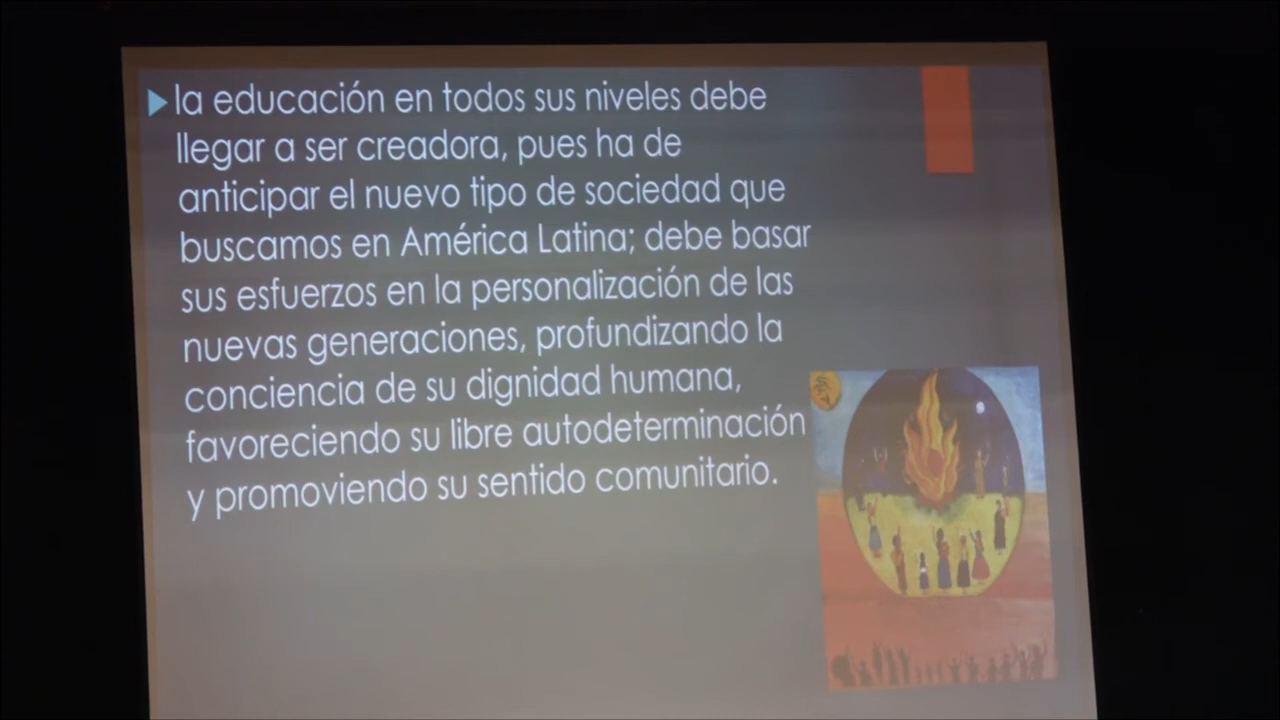 la educación en todos sus niveles debe
llegar a ser creadora, pues ha de
anticipar el nuevo tipo de sociedad que
buscamos en América Latina; debe basar
sus esfuerzos en la personalización de las
nuevas generaciones, profundizando la
conciencia de su dignidad humana,
favoreciendo su libre autodeterminación
y promoviendo su sentido comunitario.